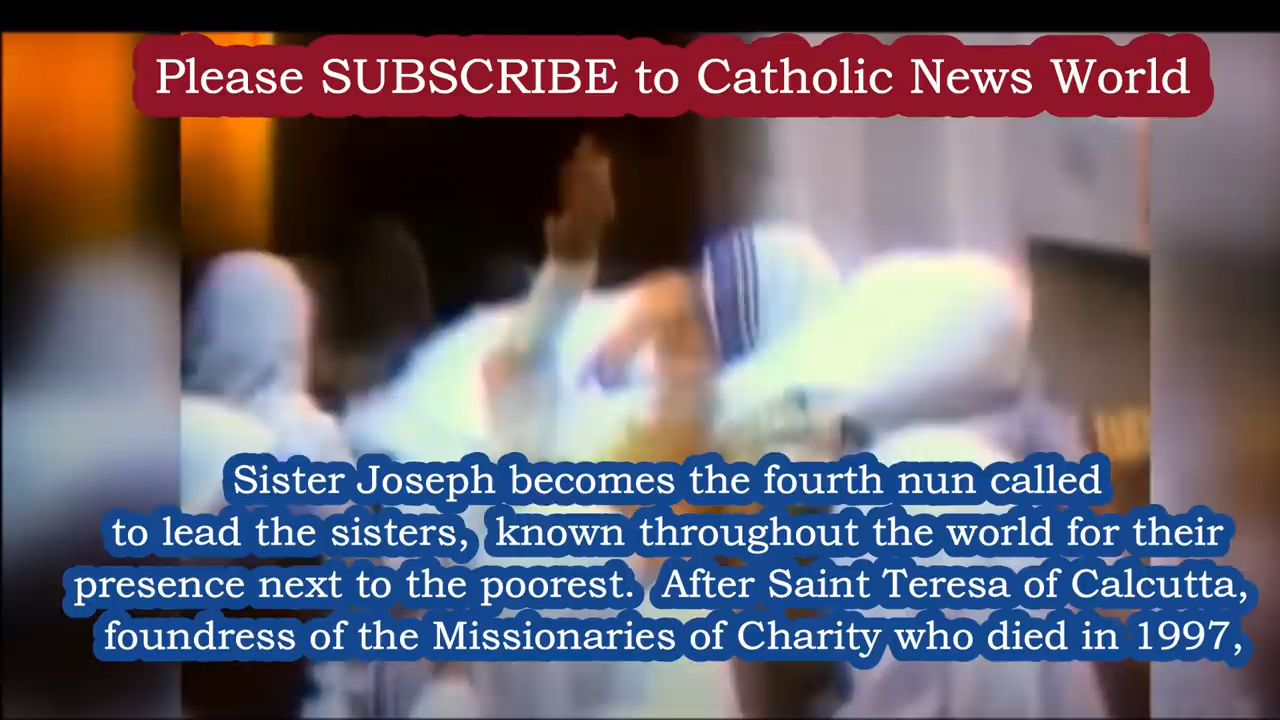 Please SUBSCRIBE to Catholic News World
Sister Joseph becomes the fourth nun called
to lead the sisters, known throughout the world for their
presence next to the poorest. After Saint Teresa of Calcutta,
foundress of the Missionaries of Charity who died in 1997,